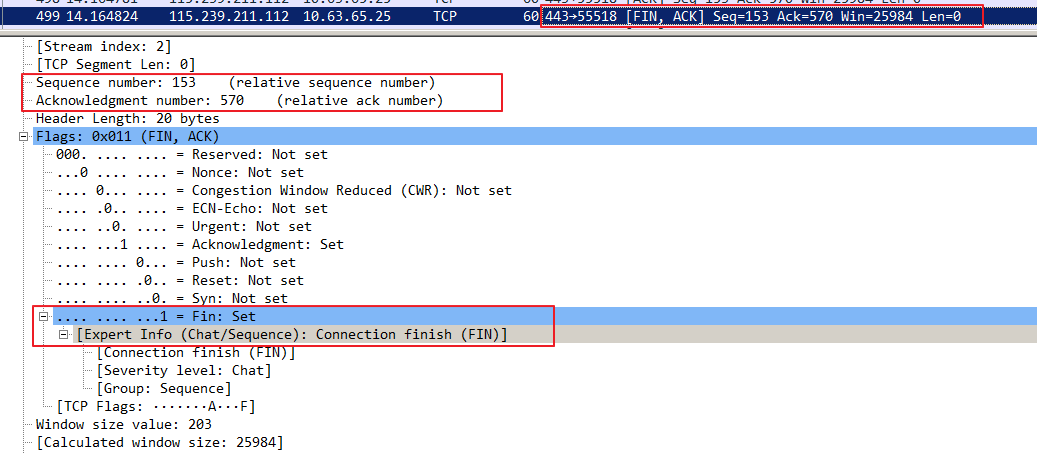 499 14.164824 115.239.211.112 10.63.65.25 TCP 60 443→55518 [FIN, ACK] Seq=153 Ack=570 Win=25984 Len=0
[Stream index: 2]
[TCP Segment Len: 0]
Sequence number: 153 (relative sequence number)
Acknowledgment number: 570 (relative ack number)
Header Length: 20 bytes
Flags: 0x011 (FIN, ACK)
000. .... .... = Reserved: Not set
...0 .... .... = Nonce: Not set
.... 0... .... = Congestion Window Reduced (CWR): Not set
.... .0.. .... = ECN-Echo: Not set
.... ..0. .... = Urgent: Not set
.... ...1 .... = Acknowledgment: Set
.... .... 0... = Push: Not set
.... .... .0.. = Reset: Not set
.... .... ..0. = Syn: Not set
.... .... ...1 = Fin: Set
[Expert Info (Chat/Sequence): Connection finish (FIN)]
[Connection finish (FIN)]
[Severity level: Chat]
[Group: Sequence]
[TCP Flags: ·······A···F]
Window size value: 203
[Calculated window size: 25984]